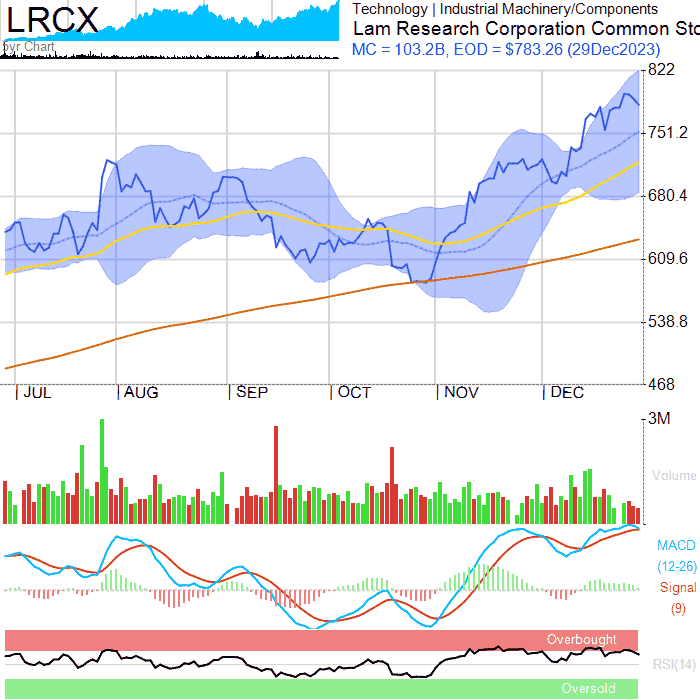 LRCX
5yr Chart
Technology | Industrial Machinery/Components
Lam Research Corporation Common Sto
MC = 103.2B, EOD = $783.26 (29Dec2023)
822
751.2
680.4
609.6
538.8
468
JUL
AUG
SEP
OCT
NOV
DEC
3M
Volume
MACD
(12-26)
Signal
(9)
Overbought
RSI(14)
Oversold